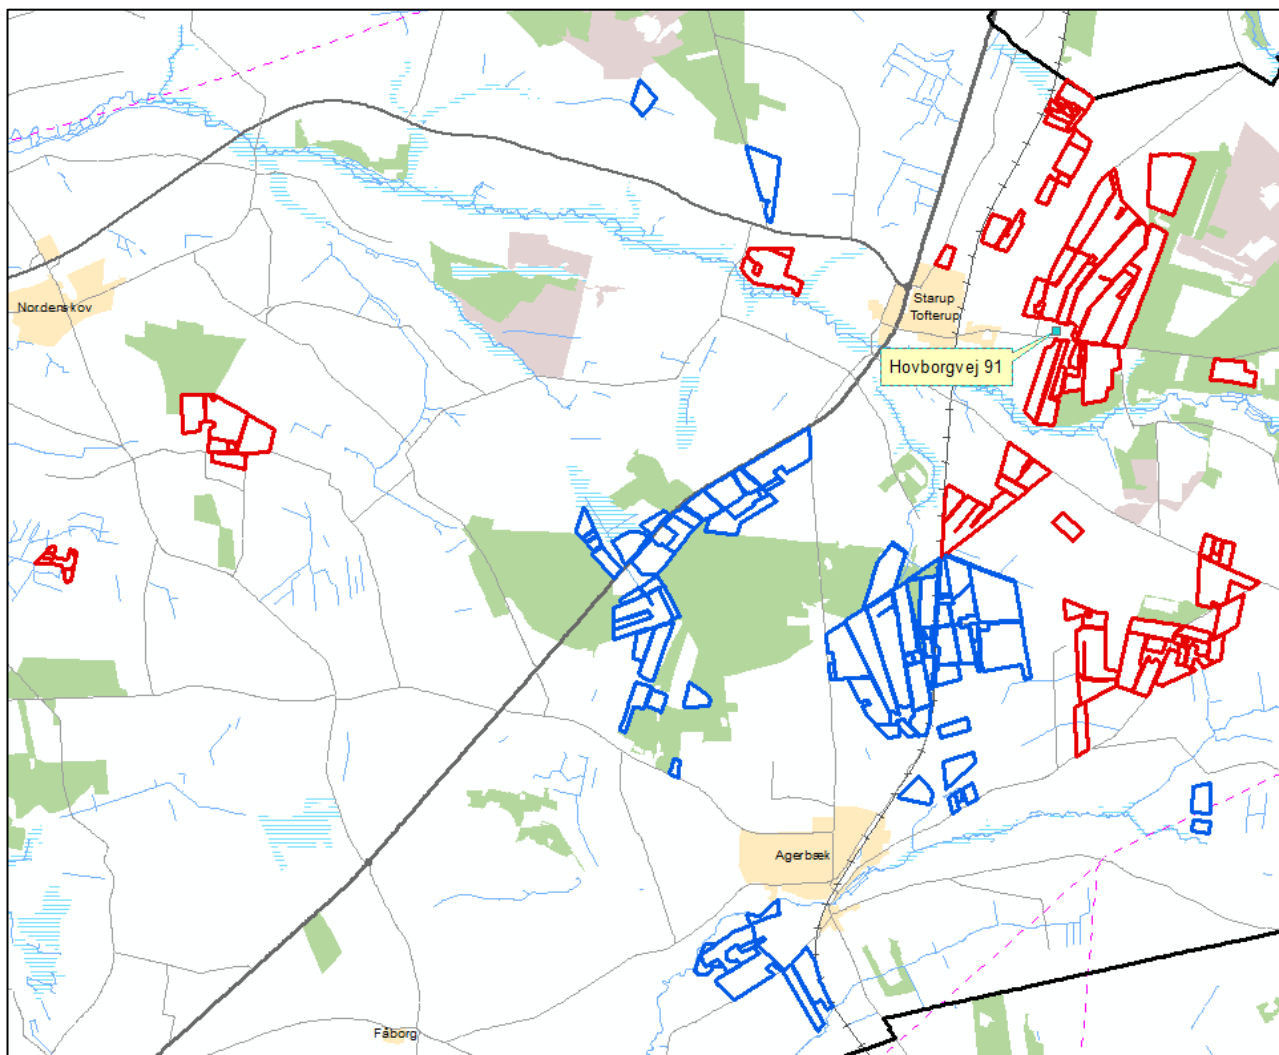 Nordenskov
Starup
Tofterup
Hovborgvej 91
Agerbæk
Fåborg